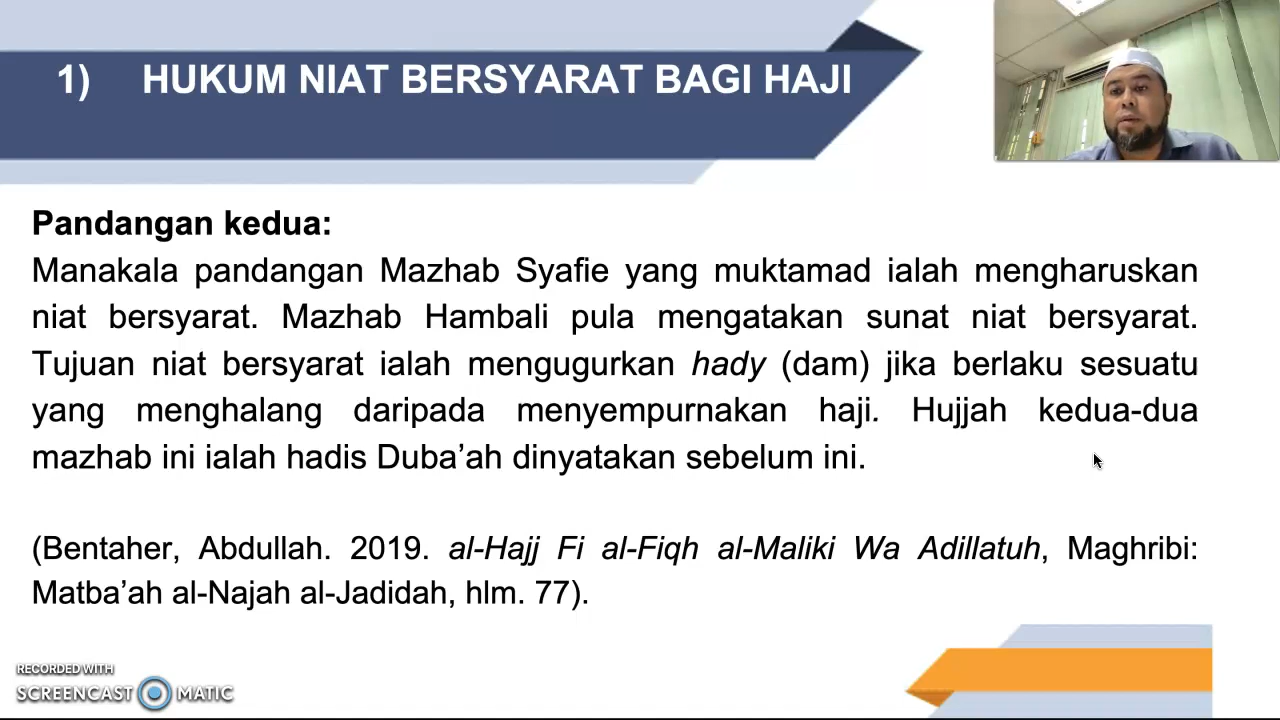 1) HUKUM NIAT BERSYARAT BAGI HAJI
Pandangan kedua:
Manakala pandangan Mazhab Syafie yang muktamad ialah mengharuskan
niat bersyarat. Mazhab Hambali pula mengatakan sunat niat bersyarat.
Tujuan niat bersyarat ialah mengugurkan hady (dam) jika berlaku sesuatu
yang menghalang daripada menyempurnakan haji. Hujjah kedua-dua
mazhab ini ialah hadis Duba’ah dinyatakan sebelum ini.
(Bentaher, Abdullah. 2019. al-Hajj Fi al-Fiqh al-Maliki Wa Adillatuh, Maghribi:
Matba’ah al-Najah al-Jadidah, hlm. 77).
RECORDED WITH
SCREENCAST MATIC